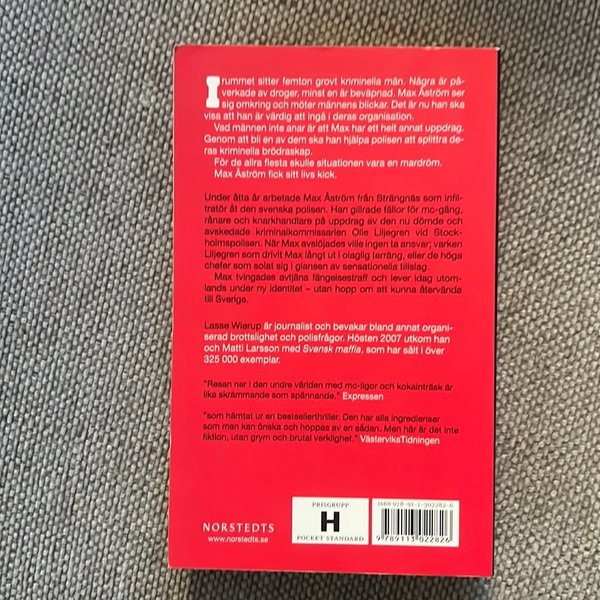 I rummet sitter femton grovt kriminella män. Några är på-
verkade av droger, minst en är beväpnad. Max Åström ser
sig omkring och möter männens blickar. Det är nu han ska
visa att han är värdig att ingå i deras organisation.
Vad männen inte anar är att Max har ett helt annat uppdrag.
Genom att bli en av dem ska han hjälpa polisen att splittra de-
ras kriminella brödraskap.
För de allra flesta skulle situationen vara en mardröm.
Max Åström fick sitt livs kick.
Under åtta år arbetade Max Åström från Strängnäs som infil-
tratör åt den svenska polisen. Han gillrade fällor för mc-gäng,
rånare och knarkhandlare på uppdrag av den nu dömde och
avskedade kriminalkommissarien Olle Liljegren vid Stock-
holmspolisen. När Max avslöjades ville ingen ta ansvar; varken
Liljegren som drivit Max långt ut i olaglig terräng, eller de höga
chefer som solat sig i glansen av sensationella tillslag.
Max tvingades avtjäna fängelsestraff och lever idag utom-
lands under ny identitet – utan hopp om att kunna återvända
till Sverige.
Lasse Wierup är journalist och bevakar bland annat organi-
serad brottslighet och polisfrågor. Hösten 2007 utkom han
och Matti Larsson med Svensk maffia, som har sålt i över
325 000 exemplar.
"Resan ner i den undre världen med mc-ligor och kokainträsk är
lika skrämmande som spännande." Expressen
"som hämtat ur en bestsellerthriller. Den har alla ingredienser
som man kan önska och hoppas av en sådan. Men här är det inte
fiktion, utan grym och brutal verklighet." VästerviksTidningen
NORSTEDTS
www.norstedts.se
PRISGRUPP
H
POCKET STANDARD
ISBN 978-91-1-302282-6
9 789113 022826